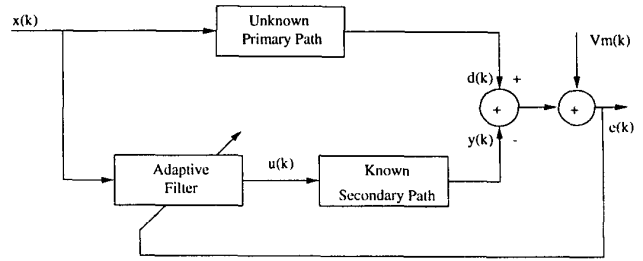 x(k)
Unknown
Primary Path
Vm(k)
d(k)
+
+
+
e(k)
y(k)
-
Adaptive
Filter
u(k)
Known
Secondary Path